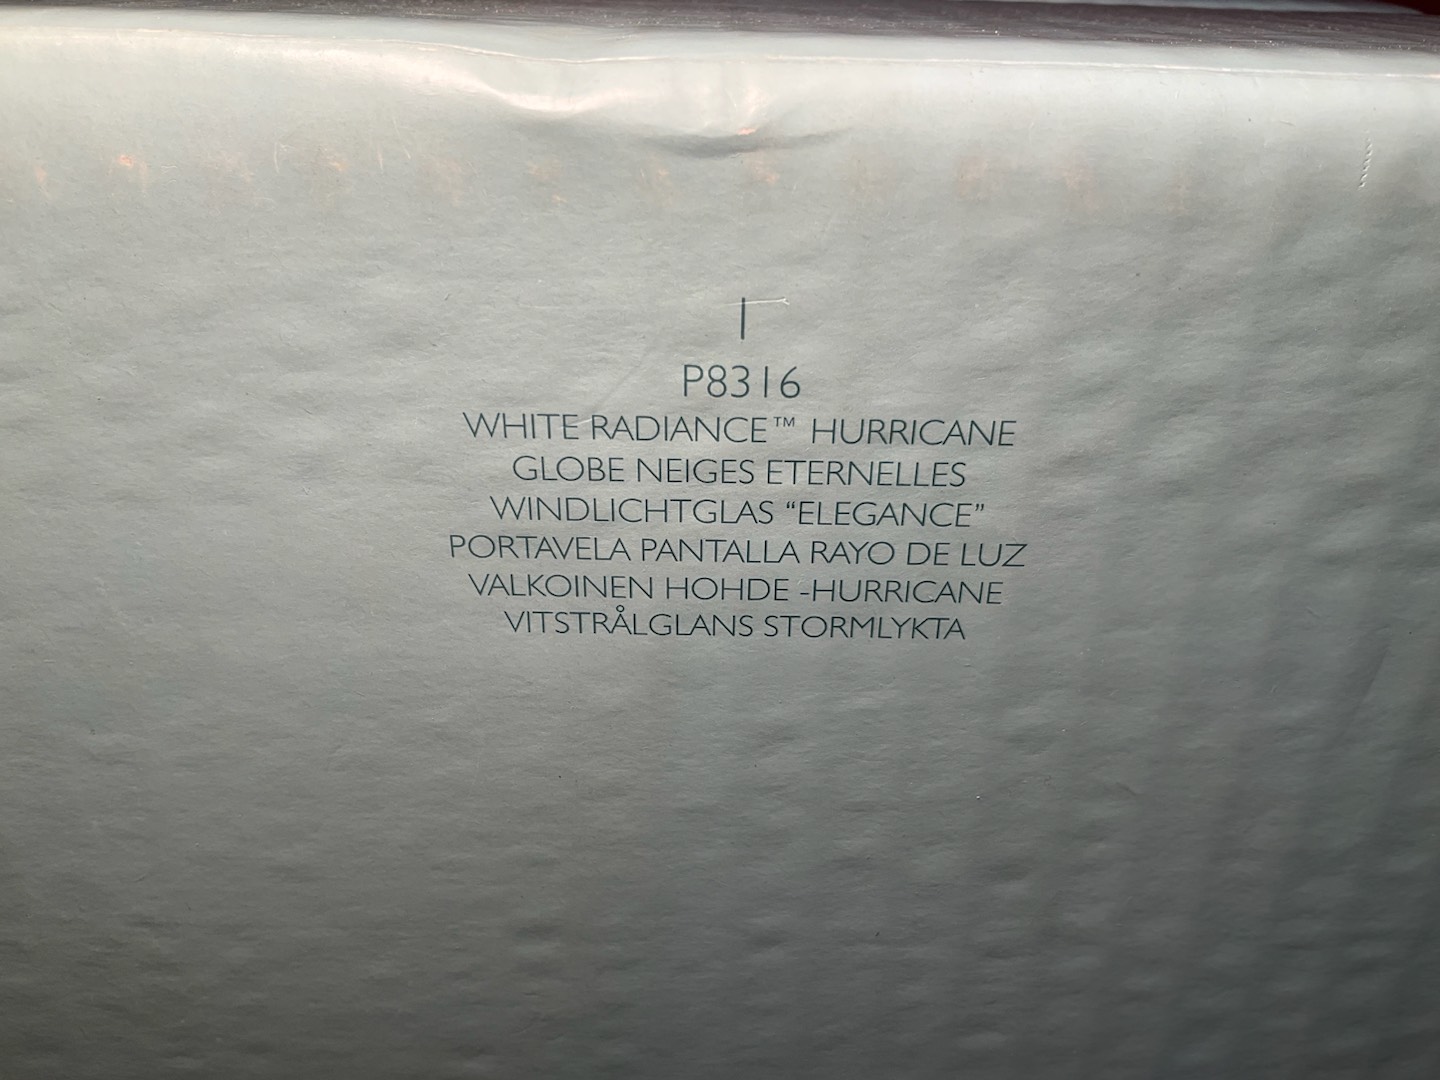 1
P8316
WHITE RADIANCE™ HURRICANE
GLOBE NEIGES ETERNELLES
WINDLICHTGLAS “ELEGANCE”
PORTAVELA PANTALLA RAYO DE LUZ
VALKOINEN HOHDE -HURRICANE
VITSTRÅLGLANS STORMLYKTA